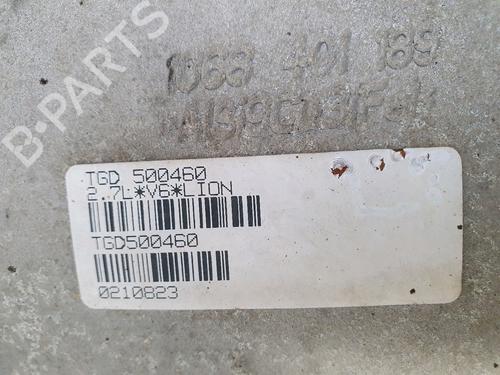 B-PARTS
1068 401 189
TGD 500460
2.7L*V6*LION
TGD500460
0210823